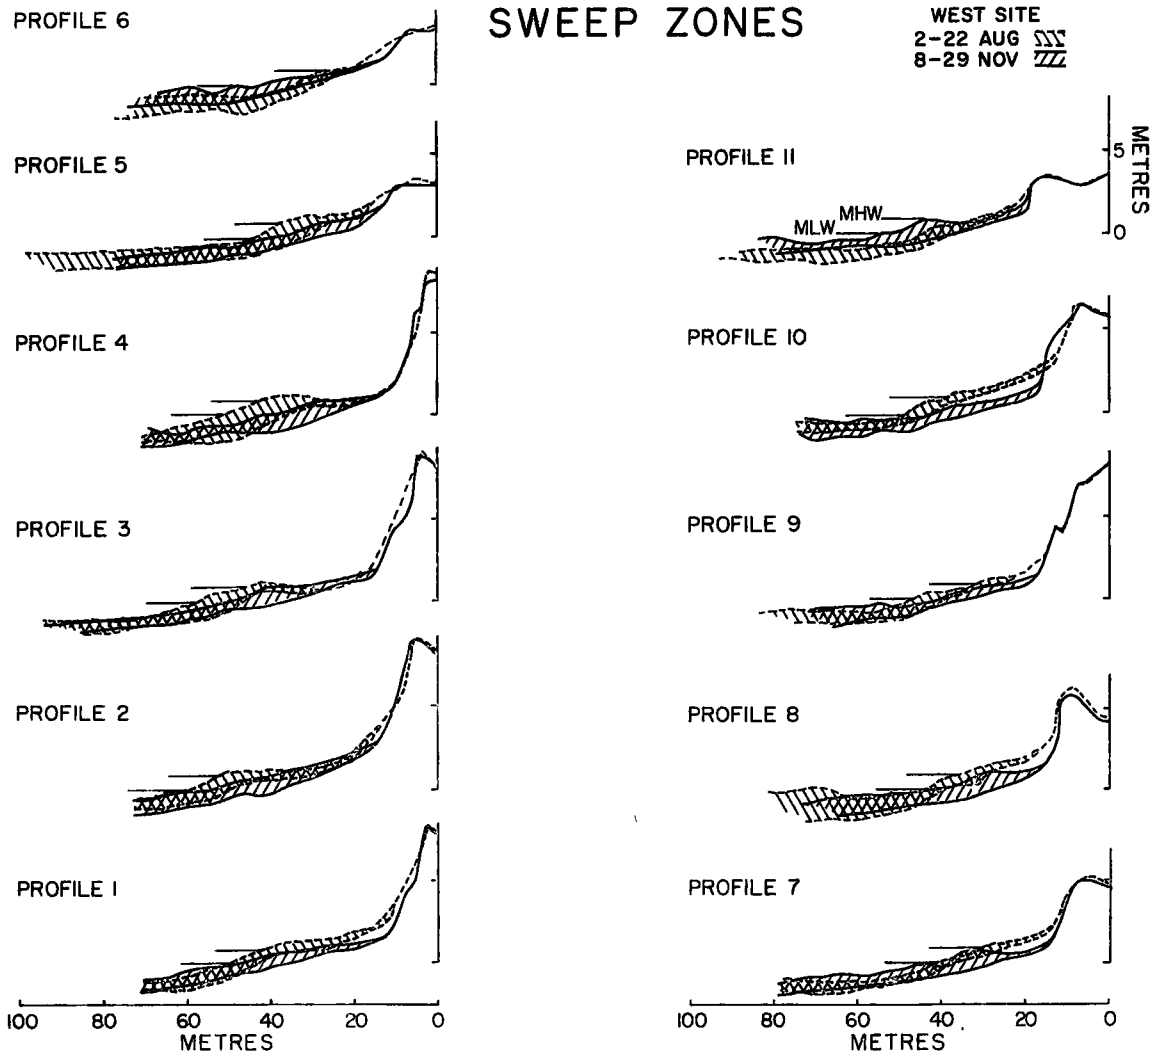 SWEEP ZONES
WEST SITE
2-22 AUG
8-29 NOV
PROFILE 6
PROFILE 5
PROFILE 4
PROFILE 3
PROFILE 2
PROFILE 1
100 80 60 40 20 0
METRES
PROFILE 11
MHW
MLW
5
0
METRES
PROFILE 10
PROFILE 9
PROFILE 8
PROFILE 7
100 80 60 40 20 0
METRES